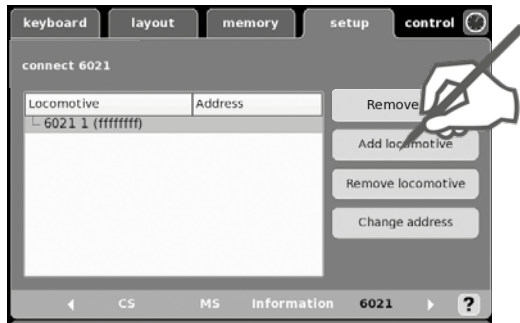 keyboard layout memory setup control
connect 6021
Locomotive Address
6021 1 (ffffffff)
Remove
Add locomotive
Remove locomotive
Change address
CS MS Information 6021 ?